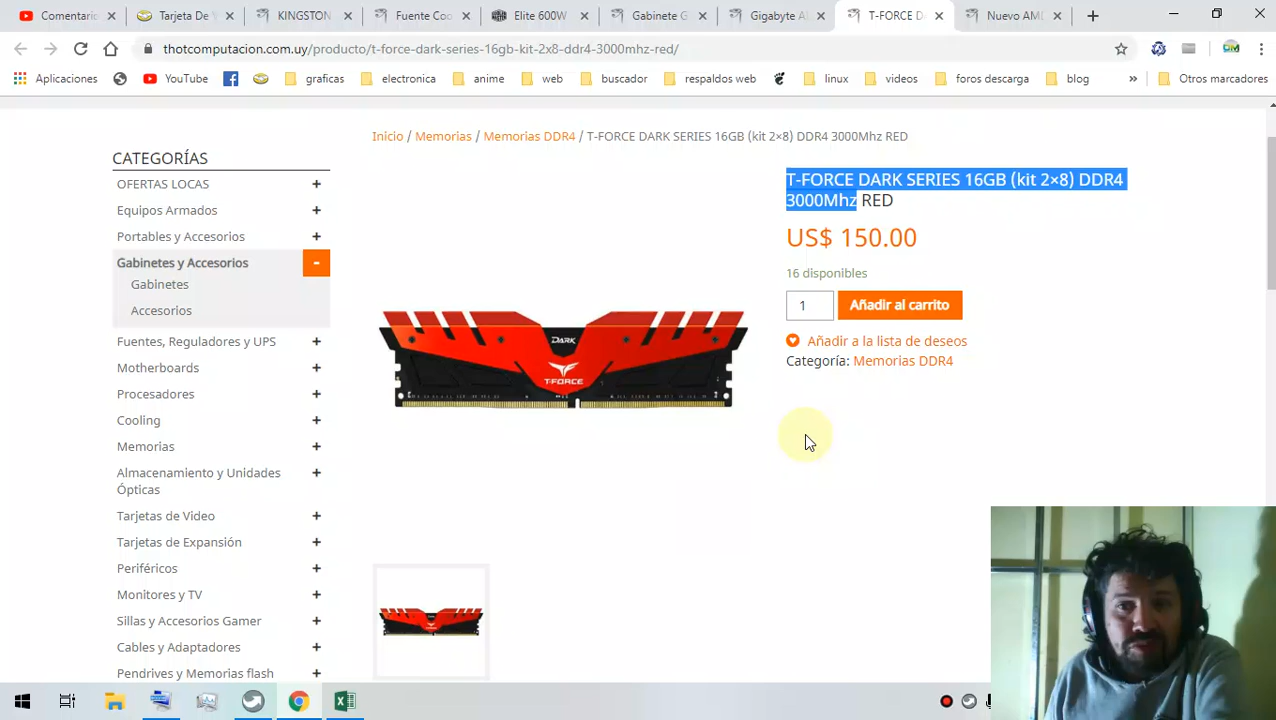 Comentario
Tarjeta De V
KINGSTON
Fuente Coo
Elite 600W
Gabinete G
Gigabyte A
T-FORCE D
Nuevo AM
thotcomputacion.com.uy/producto/t-force-dark-series-16gb-kit-2x8-ddr4-3000mhz-red/
Aplicaciones
YouTube
graficas
electronica
anime
web
buscador
respaldos web
linux
videos
foros descarga
blog
»
Otros marcadores
Inicio / Memorias / Memorias DDR4 / T-FORCE DARK SERIES 16GB (kit 2×8) DDR4 3000Mhz RED
CATEGORÍAS
OFERTAS LOCAS +
Equipos Armados +
Portables y Accesorios +
Gabinetes y Accesorios -
Gabinetes
Accesorios
Fuentes, Reguladores y UPS +
Motherboards +
Procesadores +
Cooling +
Memorias +
Almacenamiento y Unidades +
Ópticas
Tarjetas de Video +
Tarjetas de Expansión +
Periféricos +
Monitores y TV +
Sillas y Accesorios Gamer +
Cables y Adaptadores +
Pendrives y Memorias flash +
DARK
T-FORCE
T-FORCE DARK SERIES 16GB (kit 2×8) DDR4
3000Mhz RED
US$ 150.00
16 disponibles
1
Añadir al carrito
Añadir a la lista de deseos
Categoría: Memorias DDR4